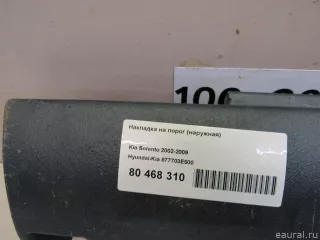 Накладка на порог (наружная)
Kia Sorento 2002-2009
Hyundai-Kia 877703E500
80 468 310
eaural.ru